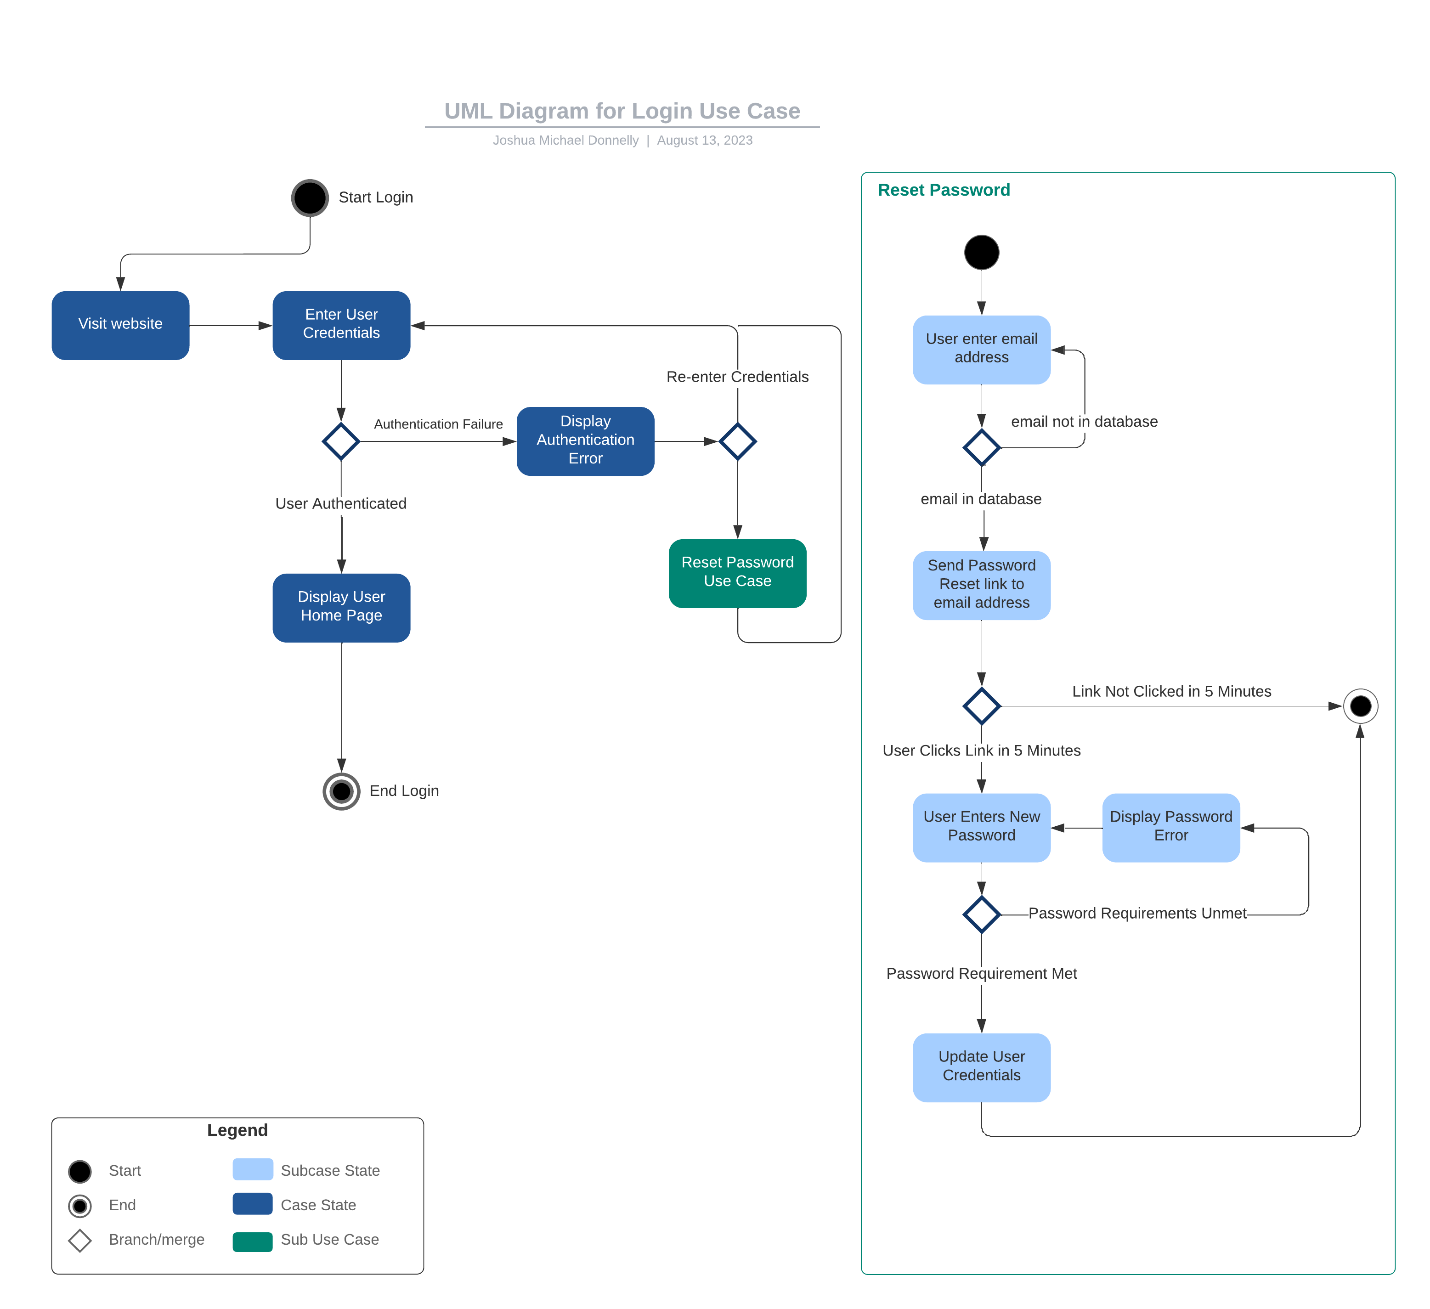 UML Diagram for Login Use Case
Joshua Michael Donnelly | August 13, 2023
Start Login
Visit website
Enter User
Credentials
Re-enter Credentials
Authentication Failure
Display
Authentication
Error
User Authenticated
Reset Password
Use Case
Display User
Home Page
End Login
Reset Password
User enter email
address
email not in database
email in database
Send Password
Reset link to
email address
Link Not Clicked in 5 Minutes
User Clicks Link in 5 Minutes
User Enters New
Password
Display Password
Error
Password Requirements Unmet
Password Requirement Met
Update User
Credentials
Legend
Start
Subcase State
End
Case State
Branch/merge
Sub Use Case